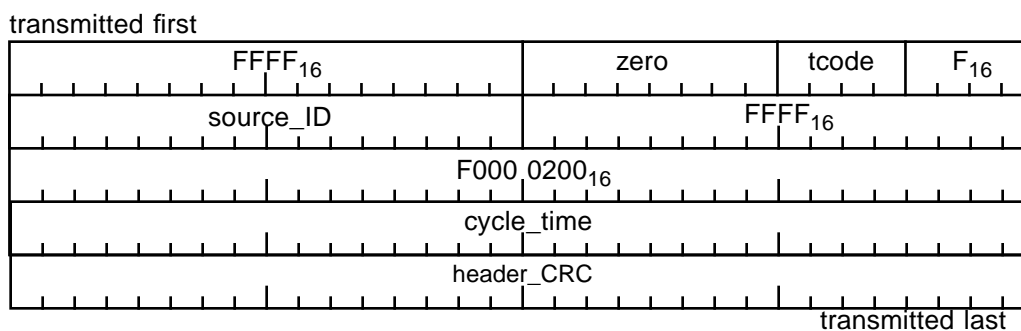 transmitted first
FFFF16 zero tcode F16
source_ID FFFF16
F000 020016
cycle_time
header_CRC
transmitted last